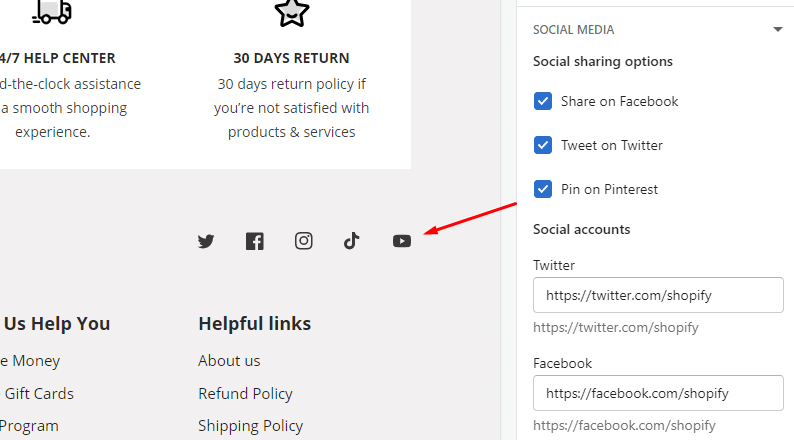 4/7 HELP CENTER
d-the-clock assistance
a smooth shopping
experience.
30 DAYS RETURN
30 days return policy if
you're not satisfied with
products & services
Us Help You
e Money
Gift Cards
Program
Helpful links
About us
Refund Policy
Shipping Policy
SOCIAL MEDIA
Social sharing options
Share on Facebook
Tweet on Twitter
Pin on Pinterest
Social accounts
Twitter
https://twitter.com/shopify
https://twitter.com/shopify
Facebook
https://facebook.com/shopify
https://facebook.com/shopify